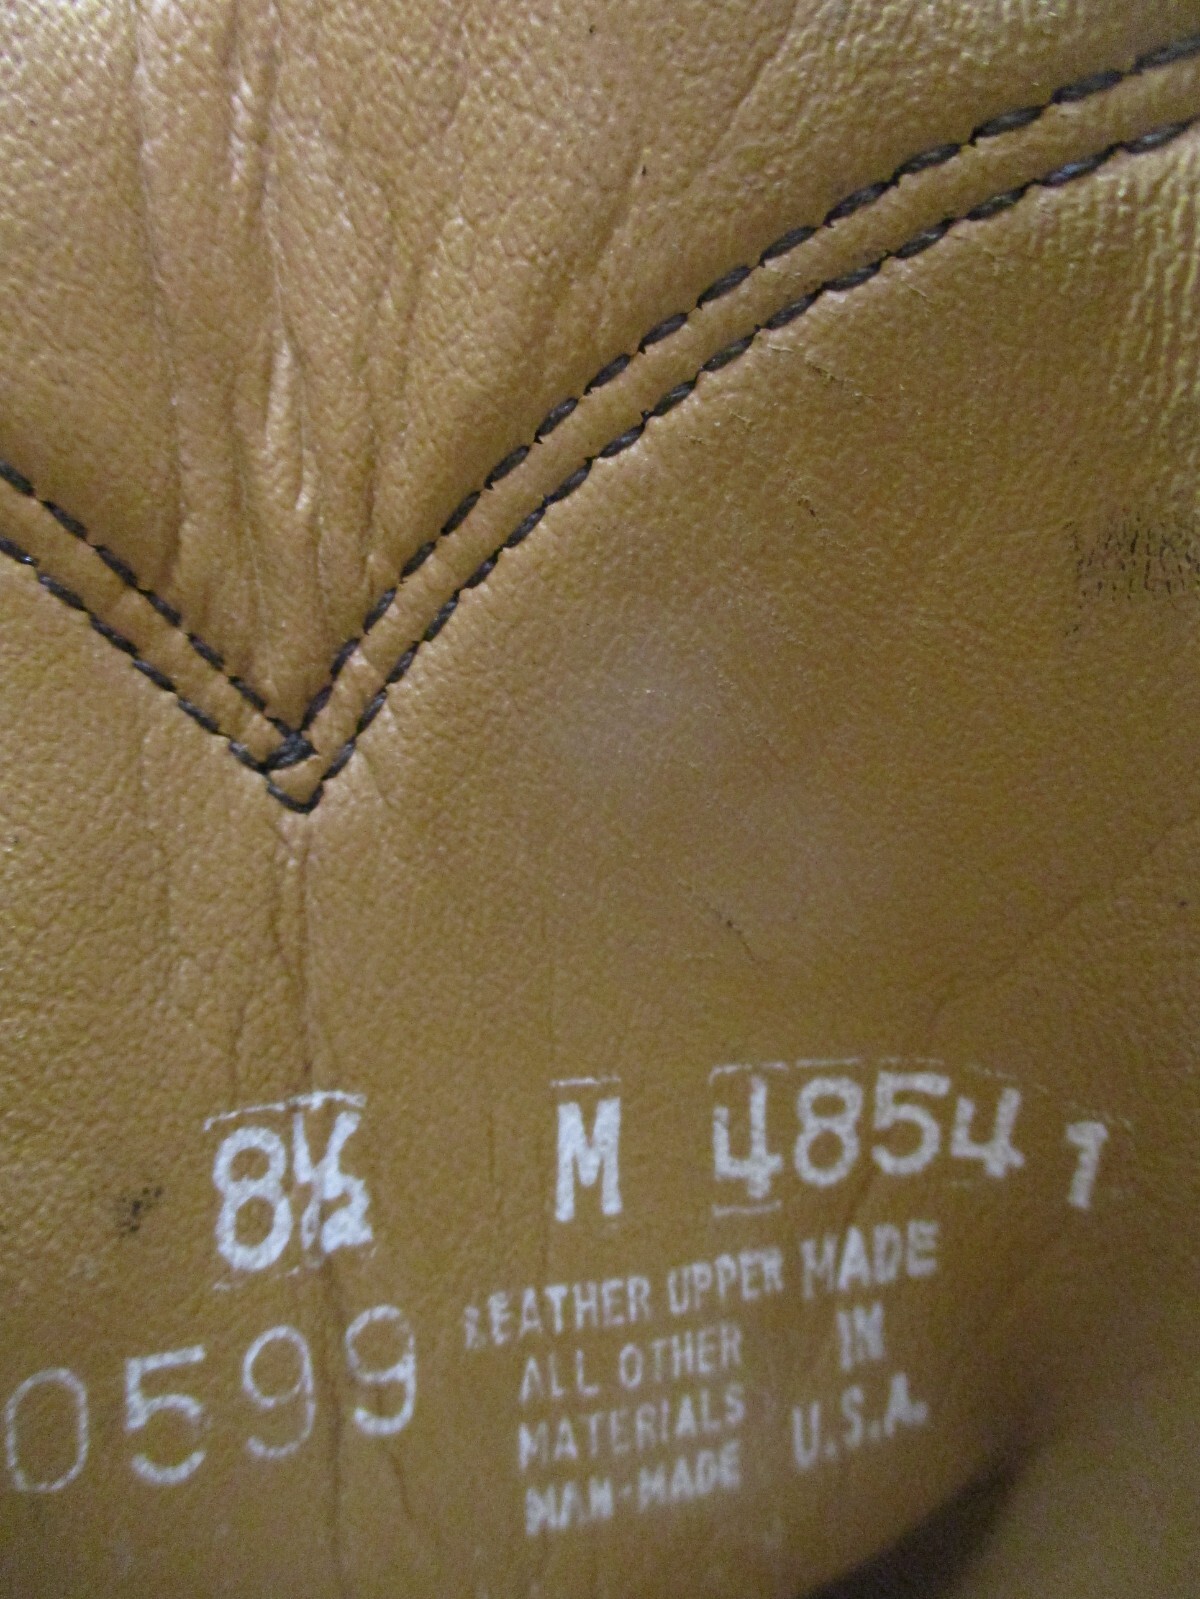 8½ M 4854 1
0599
LEATHER UPPER
ALL OTHER
MATERIALS
MAN-MADE
MADE
IN
U.S.A.